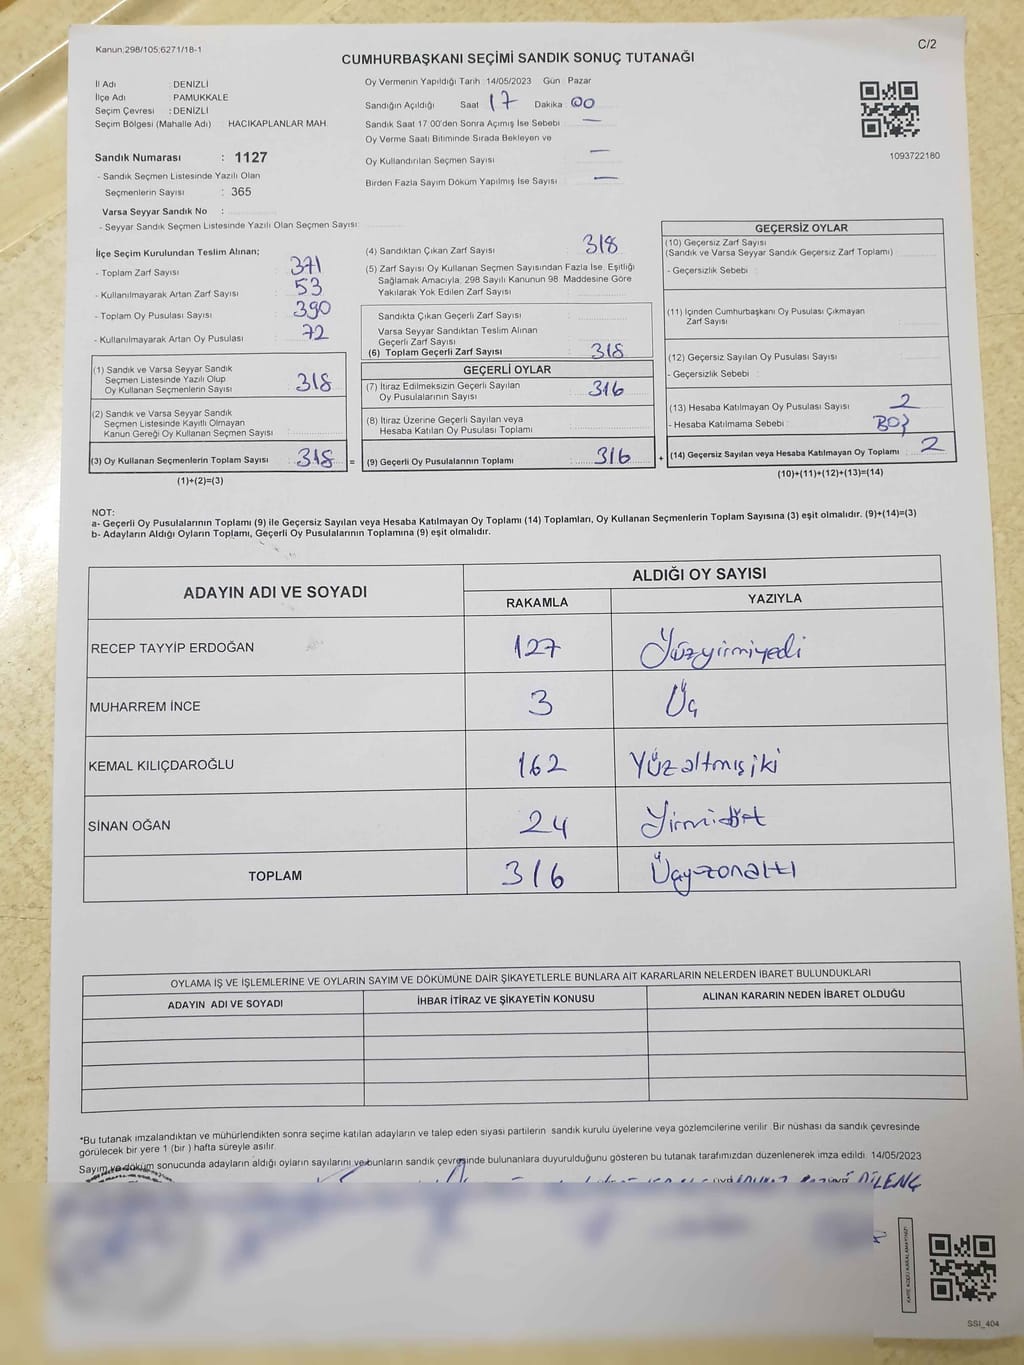 Kanun:298/105;6271/18-1
C/2
CUMHURBAŞKANI SEÇİMİ SANDIK SONUÇ TUTANAĞI
İl Adı : DENİZLİ
İlçe Adı : PAMUKKALE
Seçim Çevresi : DENİZLİ
Seçim Bölgesi (Mahalle Adı) : HACIKAPLANLAR MAH.
Sandık Numarası : 1127
- Sandık Seçmen Listesinde Yazılı Olan
Seçmenlerin Sayısı : 365
Varsa Seyyar Sandık No :
- Seyyar Sandık Seçmen Listesinde Yazılı Olan Seçmen Sayısı:
Oy Vermenin Yapıldığı Tarih :14/05/2023 Gün : Pazar
Sandığın Açıldığı Saat 17 Dakika 00
Sandık Saat 17:00'den Sonra Açımış İse Sebebi : —
Oy Verme Saati Bitiminde Sırada Bekleyen ve
Oy Kullandırılan Seçmen Sayısı : —
Birden Fazla Sayım Döküm Yapılmış İse Sayısı : —
1093722180
İlçe Seçim Kurulundan Teslim Alınan;
- Toplam Zarf Sayısı : 371
- Kullanılmayarak Artan Zarf Sayısı : 53
- Toplam Oy Pusulası Sayısı : 390
- Kullanılmayarak Artan Oy Pusulası : 72
(1) Sandık ve Varsa Seyyar Sandık
Seçmen Listesinde Yazılı Olup
Oy Kullanan Seçmenlerin Sayısı : 318
(2) Sandık ve Varsa Seyyar Sandık
Seçmen Listesinde Kayıtlı Olmayan
Kanun Gereği Oy Kullanan Seçmen Sayısı :
(3) Oy Kullanan Seçmenlerin Toplam Sayısı : 318 =
(1)+(2)=(3)
(4) Sandıktan Çıkan Zarf Sayısı : 318
(5) Zarf Sayısı Oy Kullanan Seçmen Sayısından Fazla İse, Eşitliği
Sağlamak Amacıyla; 298 Sayılı Kanunun 98. Maddesine Göre
Yakılarak Yok Edilen Zarf Sayısı :
Sandıkta Çıkan Geçerli Zarf Sayısı :
Varsa Seyyar Sandıktan Teslim Alınan
Geçerli Zarf Sayısı :
(6) Toplam Geçerli Zarf Sayısı : 318
GEÇERLİ OYLAR
(7) İtiraz Edilmeksizin Geçerli Sayılan
Oy Pusulalarının Sayısı : 316
(8) İtiraz Üzerine Geçerli Sayılan veya
Hesaba Katılan Oy Pusulası Toplamı :
(9) Geçerli Oy Pusulalarının Toplamı : 316 +
GEÇERSİZ OYLAR
(10) Geçersiz Zarf Sayısı
(Sandık ve Varsa Seyyar Sandık Geçersiz Zarf Toplamı) :
- Geçersizlik Sebebi :
(11) İçinden Cumhurbaşkanı Oy Pusulası Çıkmayan
Zarf Sayısı :
(12) Geçersiz Sayılan Oy Pusulası Sayısı :
- Geçersizlik Sebebi :
(13) Hesaba Katılmayan Oy Pusulası Sayısı : 2
- Hesaba Katılmama Sebebi : BOŞ
(14) Geçersiz Sayılan veya Hesaba Katılmayan Oy Toplamı : 2
(10)+(11)+(12)+(13)=(14)
NOT:
a- Geçerli Oy Pusulalarının Toplamı (9) ile Geçersiz Sayılan veya Hesaba Katılmayan Oy Toplamı (14) Toplamları, Oy Kullanan Seçmenlerin Toplam Sayısına (3) eşit olmalıdır. (9)+(14)=(3)
b- Adayların Aldığı Oyların Toplamı, Geçerli Oy Pusulalarının Toplamına (9) eşit olmalıdır.
ADAYIN ADI VE SOYADI ALDIĞI OY SAYISI
RAKAMLA YAZIYLA
RECEP TAYYİP ERDOĞAN 127 Yüzyirmiyedi
MUHARREM İNCE 3 Üç
KEMAL KILIÇDAROĞLU 162 Yüzaltmışiki
SİNAN OĞAN 24 Yirmidört
TOPLAM 316 Üçyüzonaltı
OYLAMA İŞ VE İŞLEMLERİNE VE OYLARIN SAYIM VE DÖKÜMÜNE DAİR ŞİKAYETLERLE BUNLARA AİT KARARLARIN NELERDEN İBARET BULUNDUKLARI
ADAYIN ADI VE SOYADI İHBAR İTİRAZ VE ŞİKAYETİN KONUSU ALINAN KARARIN NEDEN İBARET OLDUĞU
*Bu tutanak imzalandıktan ve mühürlendikten sonra seçime katılan adayların ve talep eden siyasi partilerin sandık kurulu üyelerine veya gözlemcilerine verilir. Bir nüshası da sandık çevresinde
görülecek bir yere 1 (bir ) hafta süreyle asılır.
Sayım ve döküm sonucunda adayların aldığı oyların sayılarını ve bunların sandık çevresinde bulunanlara duyurulduğunu gösteren bu tutanak tarafımızdan düzenlenerek imza edildi. 14/05/2023
DİLENÇ
SSI_404